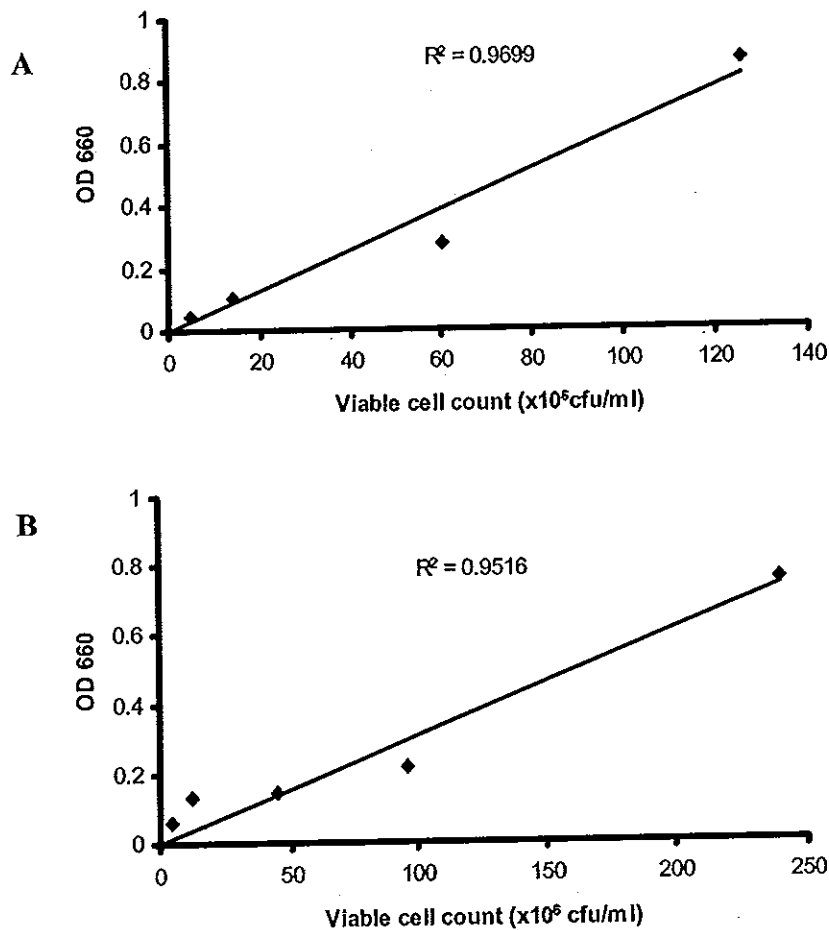 A
R² = 0.9699
OD 660
1
0.8
0.6
0.4
0.2
0
0 20 40 60 80 100 120 140
Viable cell count (x10⁶cfu/ml)
B
R² = 0.9516
OD 660
1
0.8
0.6
0.4
0.2
0
0 50 100 150 200 250
Viable cell count (x10⁶ cfu/ml)